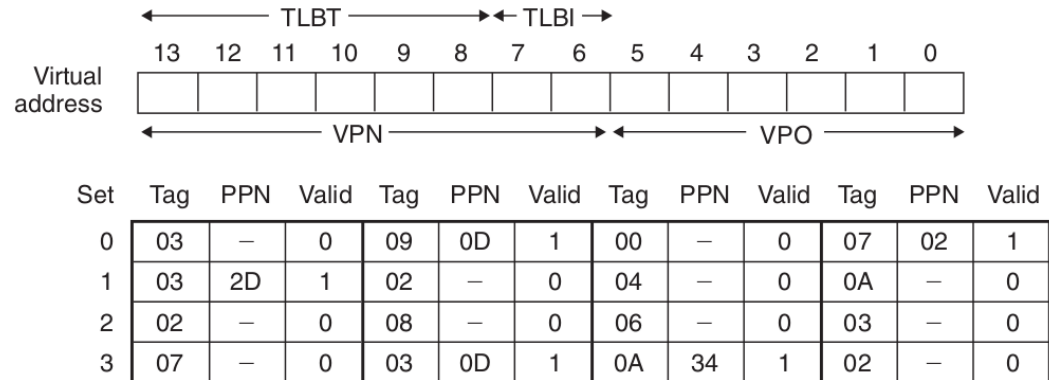 TLBT TLBI
13 12 11 10 9 8 7 6 5 4 3 2 1 0
Virtual
address
VPN VPO
Set Tag PPN Valid Tag PPN Valid Tag PPN Valid Tag PPN Valid
0 03 – 0 09 0D 1 00 – 0 07 02 1
1 03 2D 1 02 – 0 04 – 0 0A – 0
2 02 – 0 08 – 0 06 – 0 03 – 0
3 07 – 0 03 0D 1 0A 34 1 02 – 0